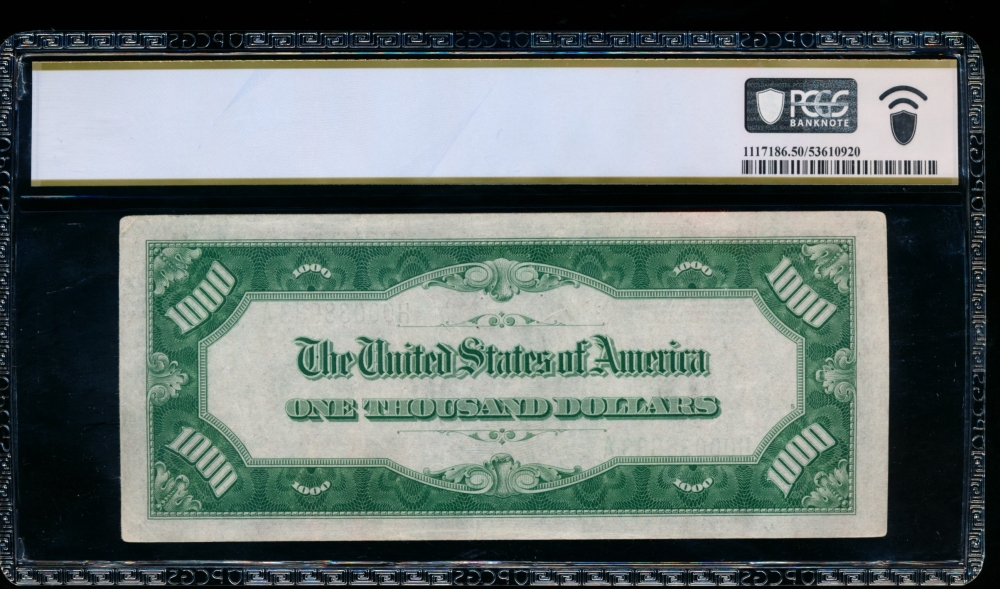 PCGS
BANKNOTE
1117186.50/53610920
1000 1000 1000 1000
The United States of America
ONE THOUSAND DOLLARS
1000 1000 1000 1000